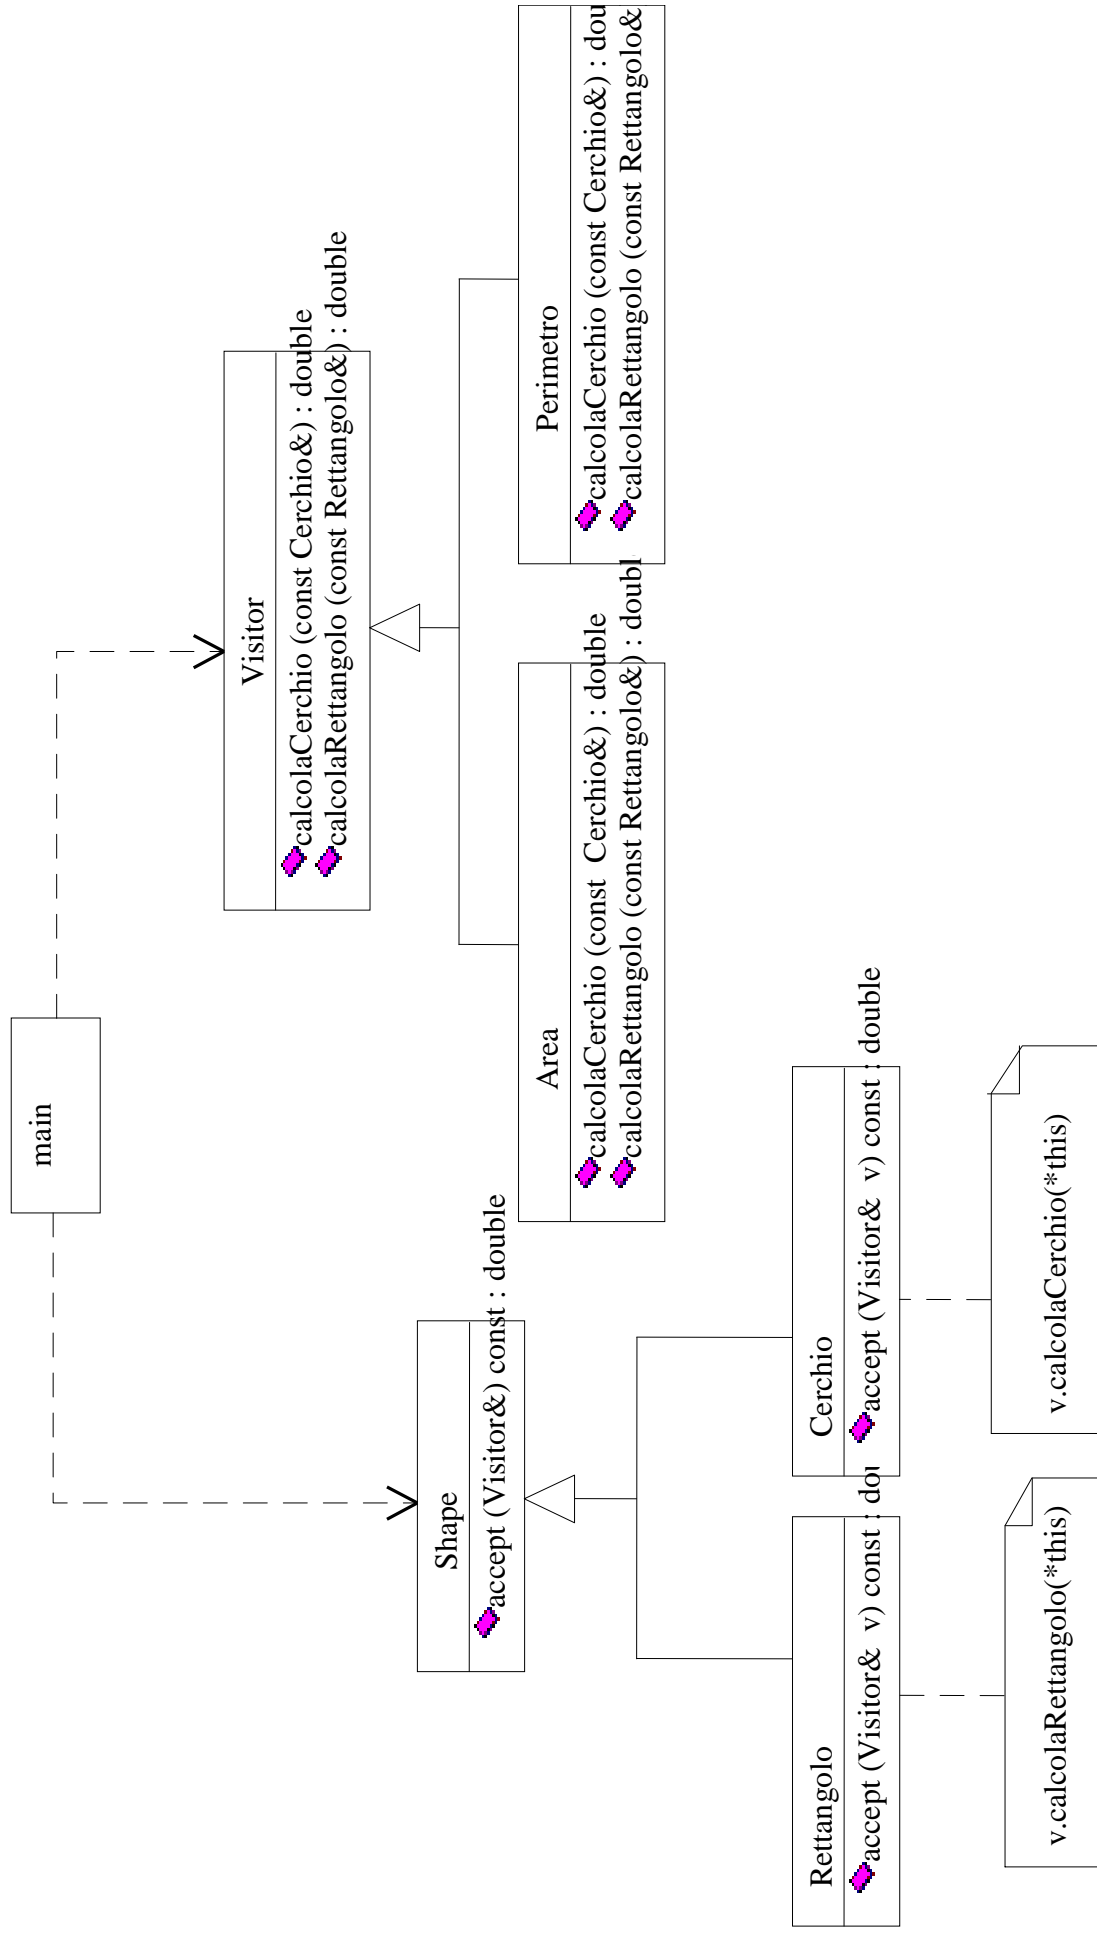 main
Visitor
calcolaCerchio (const Cerchio&) : double
calcolaRettangolo (const Rettangolo&) : double
Shape
accept (Visitor&) const : double
Area
calcolaCerchio (const  Cerchio&) : double
calcolaRettangolo (const Rettangolo&) : doubl
Perimetro
calcolaCerchio (const Cerchio&) : dou
calcolaRettangolo (const Rettangolo&
Rettangolo
accept (Visitor&  v) const : dou
Cerchio
accept (Visitor&  v) const : double
v.calcolaRettangolo(*this)
v.calcolaCerchio(*this)